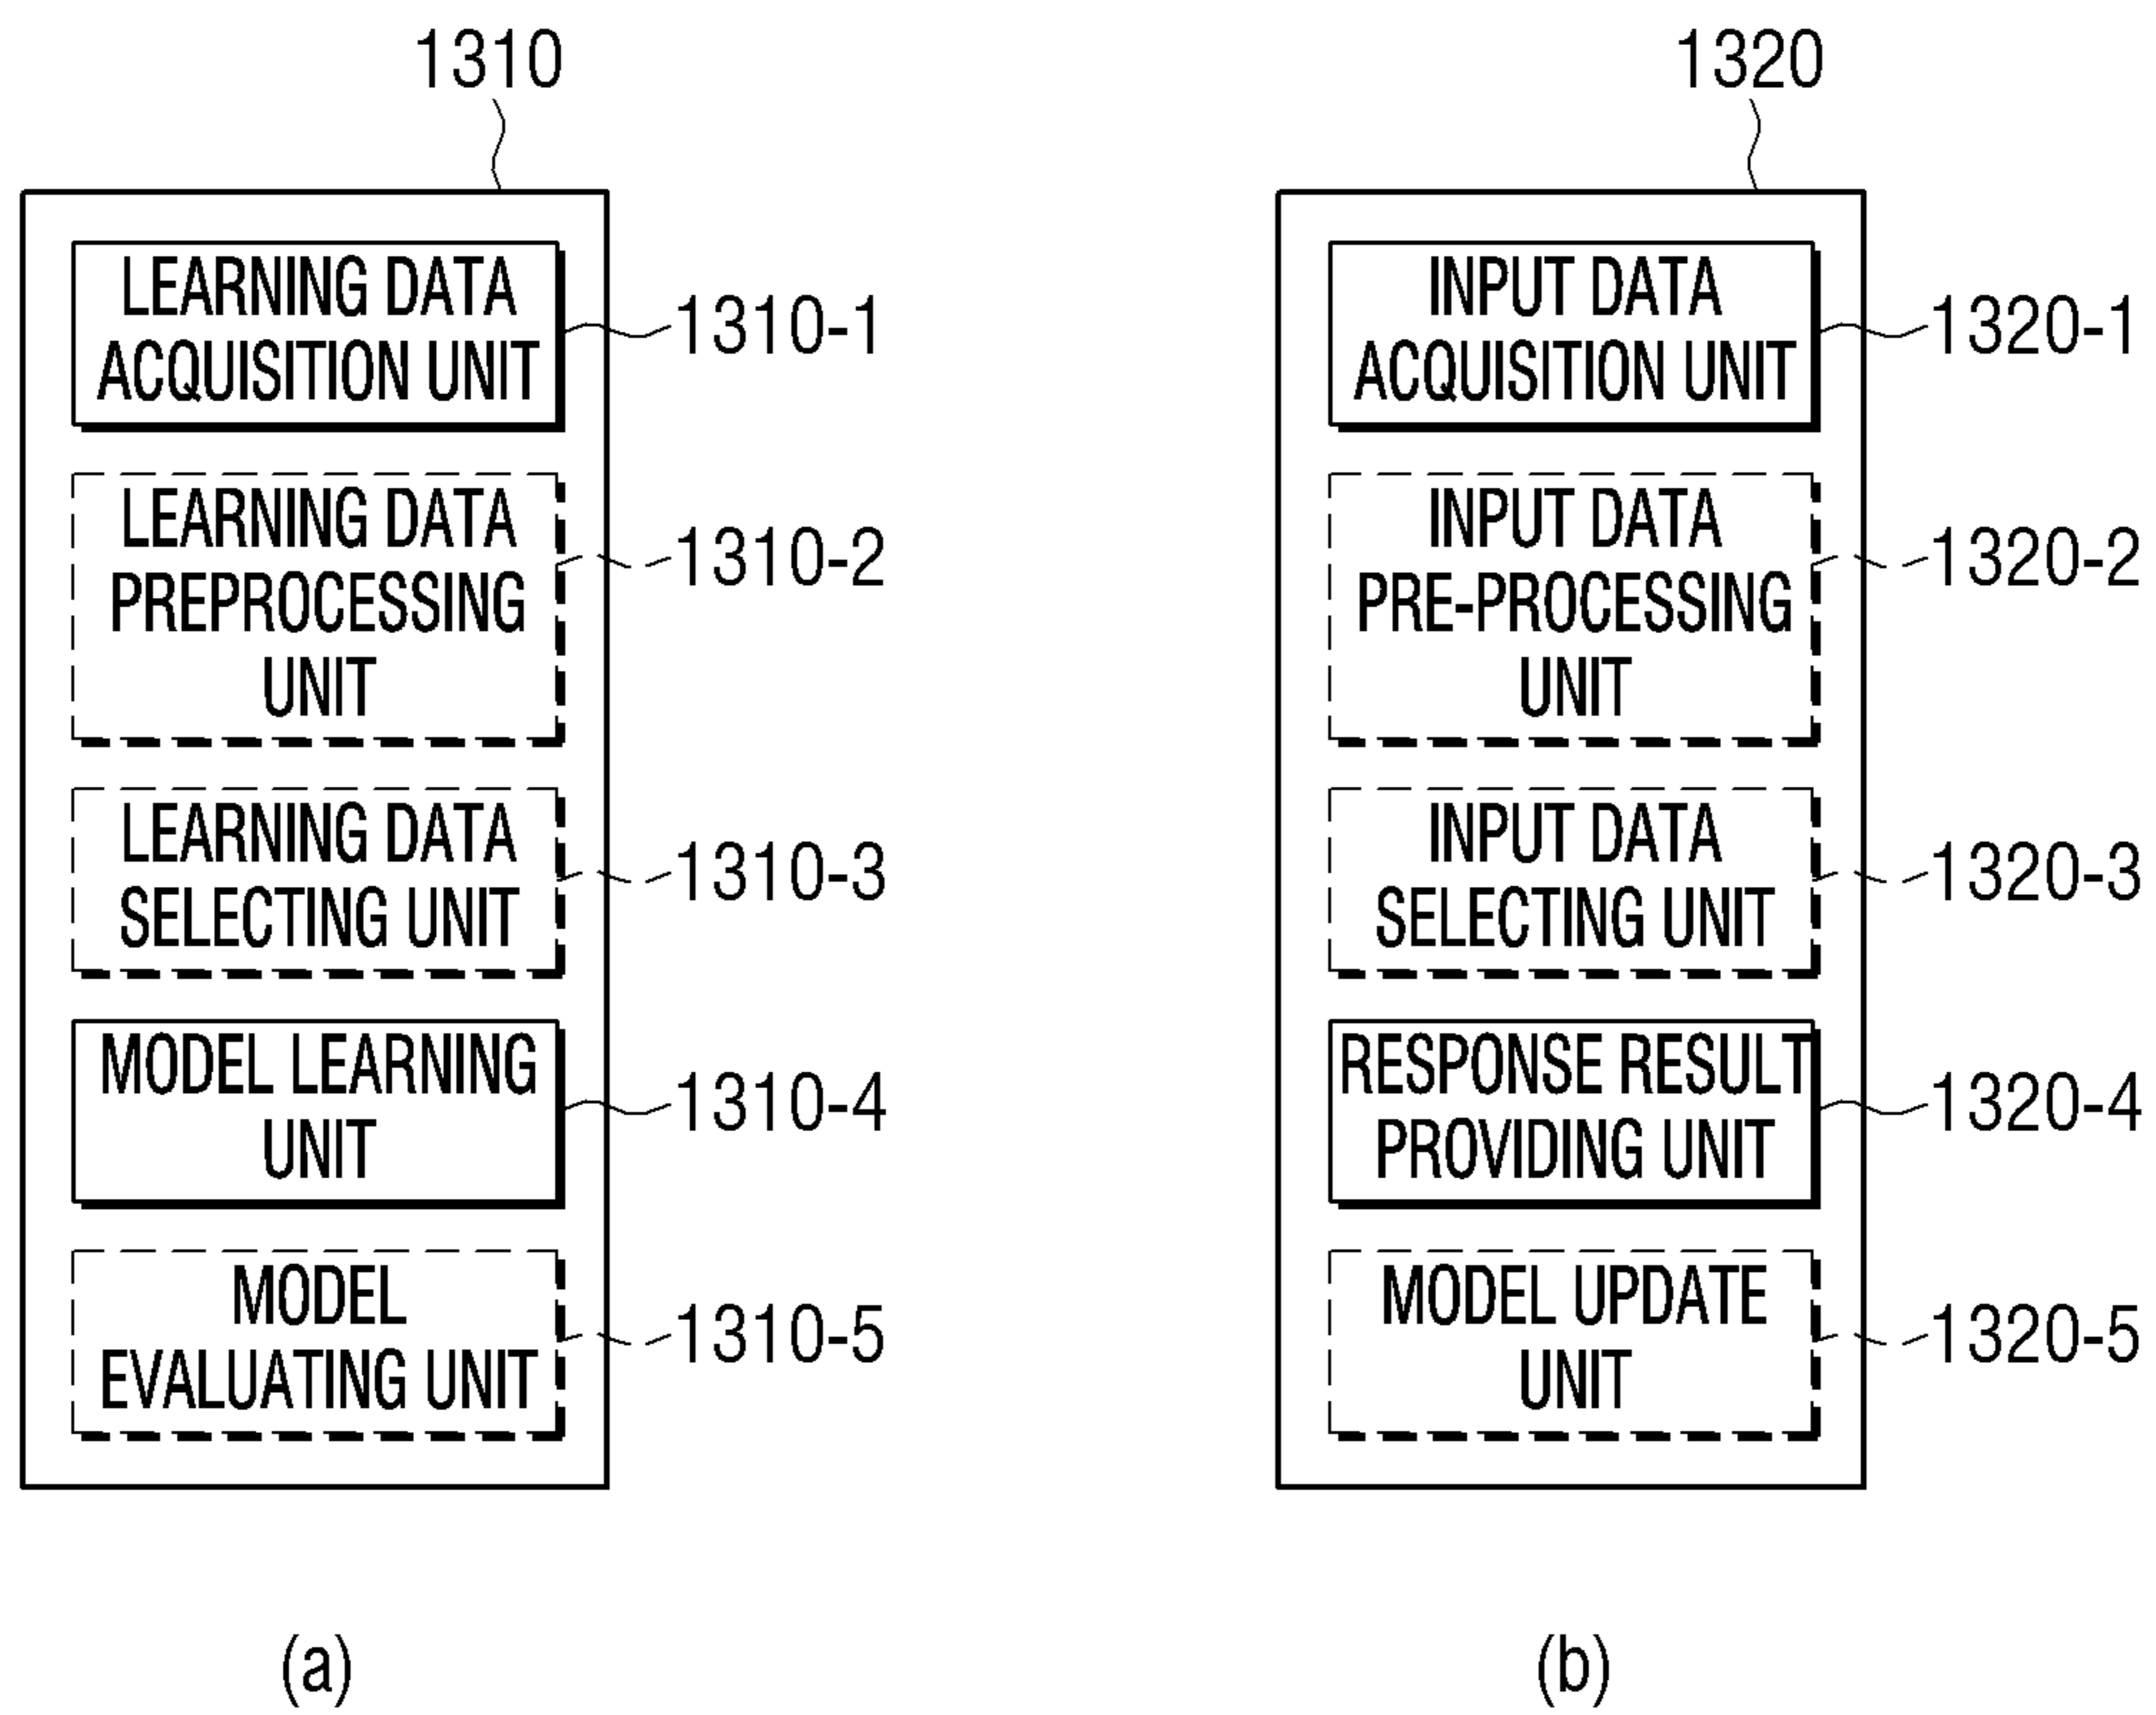 1310
LEARNING DATA
ACQUISITION UNIT
1310-1
LEARNING DATA
PREPROCESSING
UNIT
1310-2
LEARNING DATA
SELECTING UNIT
1310-3
MODEL LEARNING
UNIT
1310-4
MODEL
EVALUATING UNIT
1310-5
(a)
1320
INPUT DATA
ACQUISITION UNIT
1320-1
INPUT DATA
PRE-PROCESSING
UNIT
1320-2
INPUT DATA
SELECTING UNIT
1320-3
RESPONSE RESULT
PROVIDING UNIT
1320-4
MODEL UPDATE
UNIT
1320-5
(b)